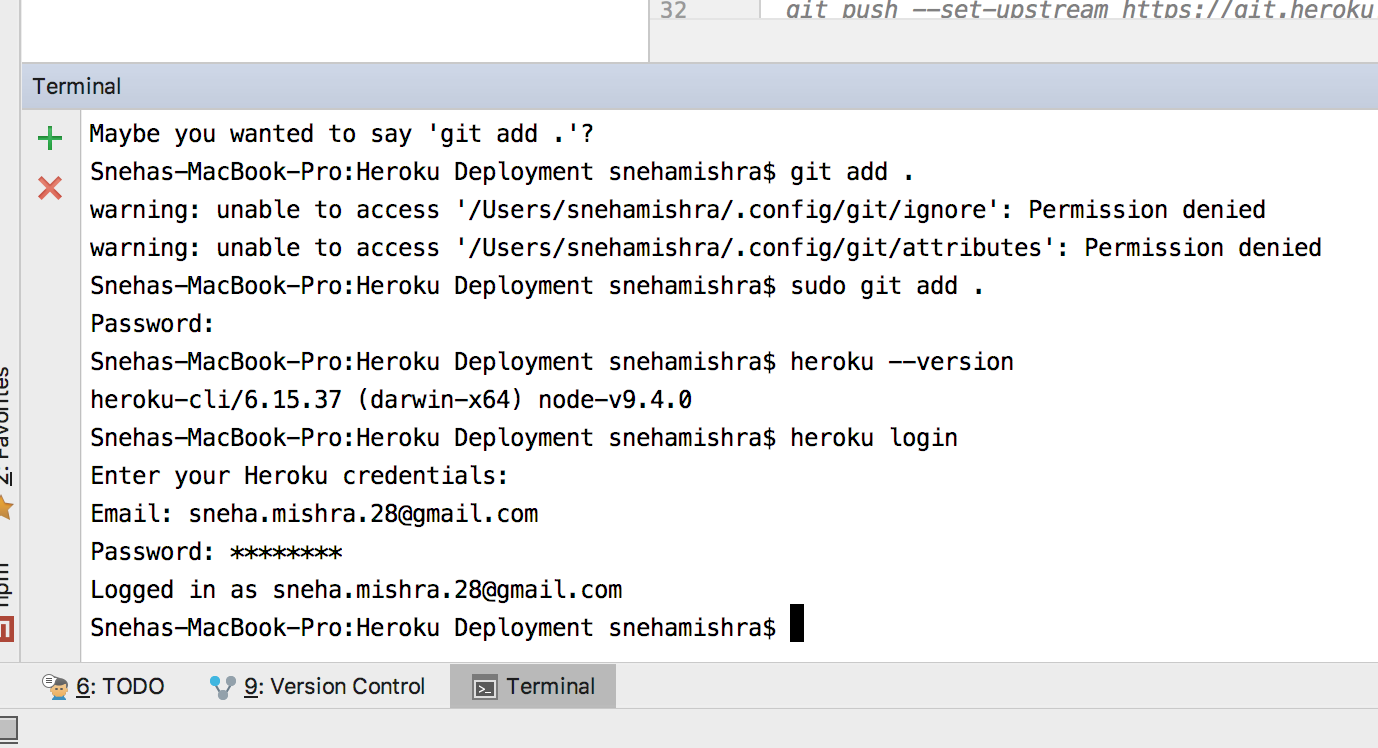 32 git push --set-upstream https://git.heroku
Terminal
Maybe you wanted to say 'git add .'?
Snehas-MacBook-Pro:Heroku Deployment snehamishra$ git add .
warning: unable to access '/Users/snehamishra/.config/git/ignore': Permission denied
warning: unable to access '/Users/snehamishra/.config/git/attributes': Permission denied
Snehas-MacBook-Pro:Heroku Deployment snehamishra$ sudo git add .
Password:
Snehas-MacBook-Pro:Heroku Deployment snehamishra$ heroku --version
heroku-cli/6.15.37 (darwin-x64) node-v9.4.0
Snehas-MacBook-Pro:Heroku Deployment snehamishra$ heroku login
Enter your Heroku credentials:
Email: sneha.mishra.28@gmail.com
Password: ********
Logged in as sneha.mishra.28@gmail.com
Snehas-MacBook-Pro:Heroku Deployment snehamishra$
2: Favorites
npm
6: TODO 9: Version Control Terminal